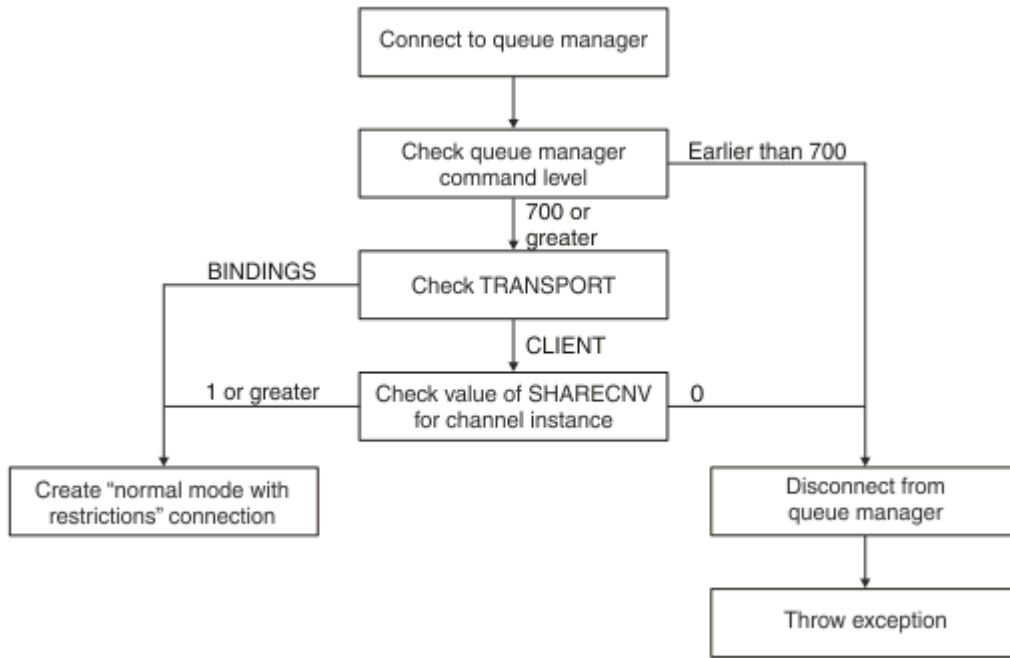 Connect to queue manager
Check queue manager
command level
Earlier than 700
700 or
greater
BINDINGS
Check TRANSPORT
CLIENT
1 or greater
Check value of SHARECNV
for channel instance
0
Create “normal mode with
restrictions” connection
Disconnect from
queue manager
Throw exception